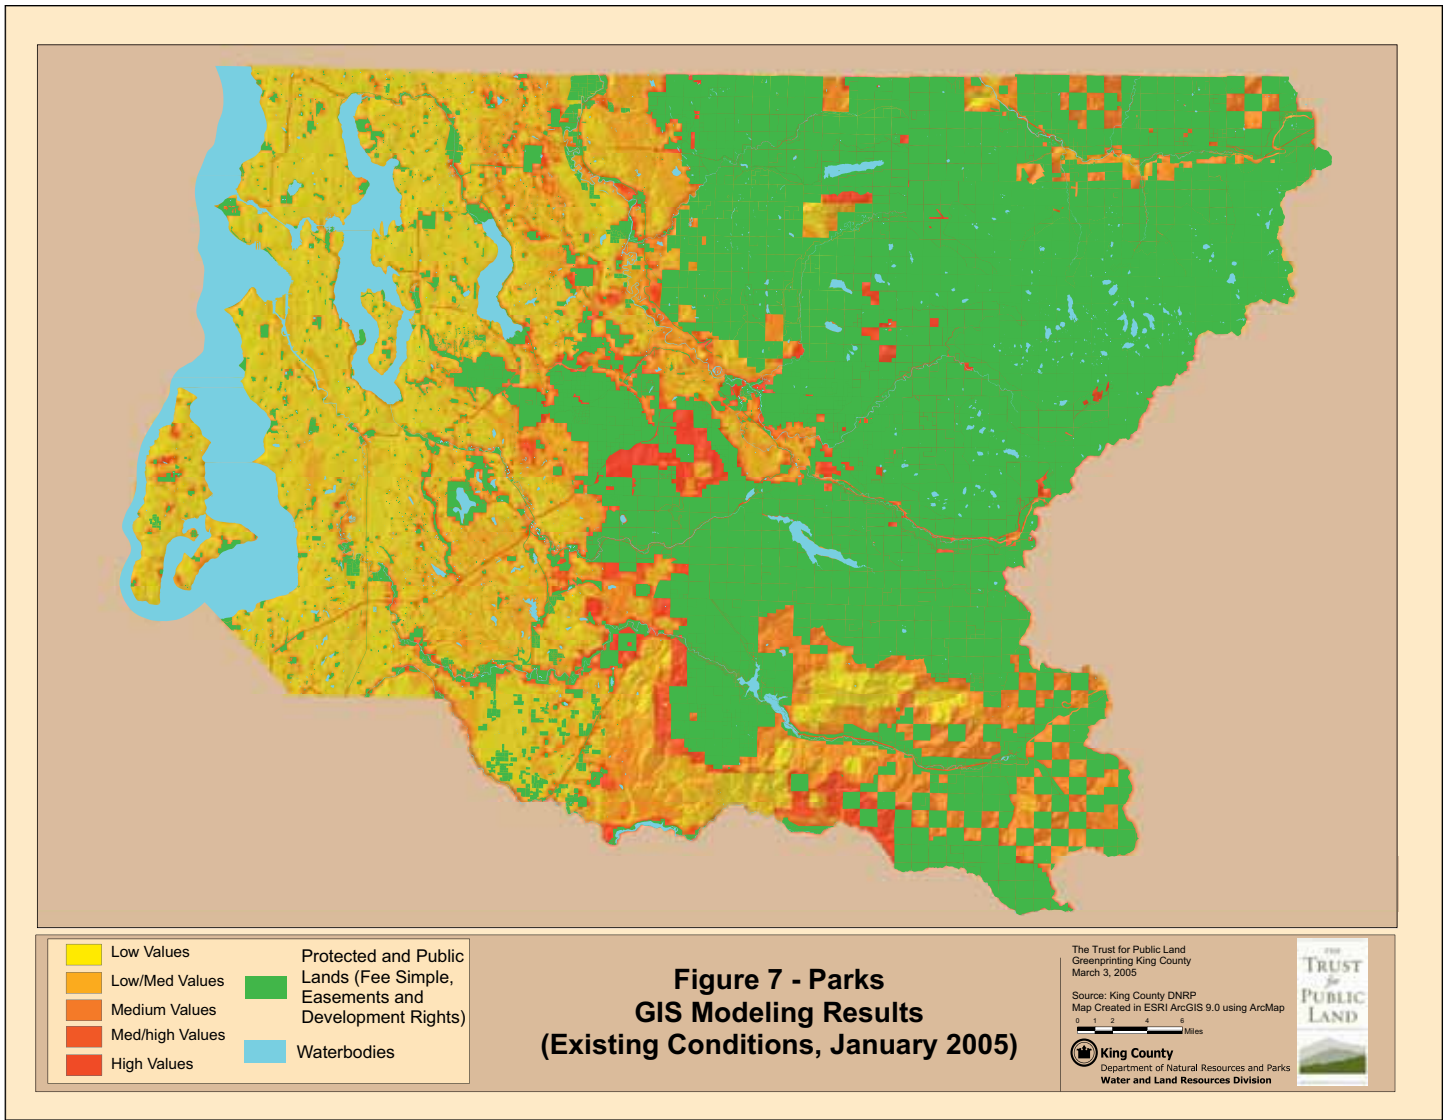 Low Values
Low/Med Values
Medium Values
Med/high Values
High Values
Protected and Public
Lands (Fee Simple,
Easements and
Development Rights)
Waterbodies
Figure 7 - Parks
GIS Modeling Results
(Existing Conditions, January 2005)
The Trust for Public Land
Greenprinting King County
March 3, 2005
Source: King County DNRP
Map Created in ESRI ArcGIS 9.0 using ArcMap
0 1 2 4 6
Miles
King County
Department of Natural Resources and Parks
Water and Land Resources Division
THE
TRUST
for
PUBLIC
LAND